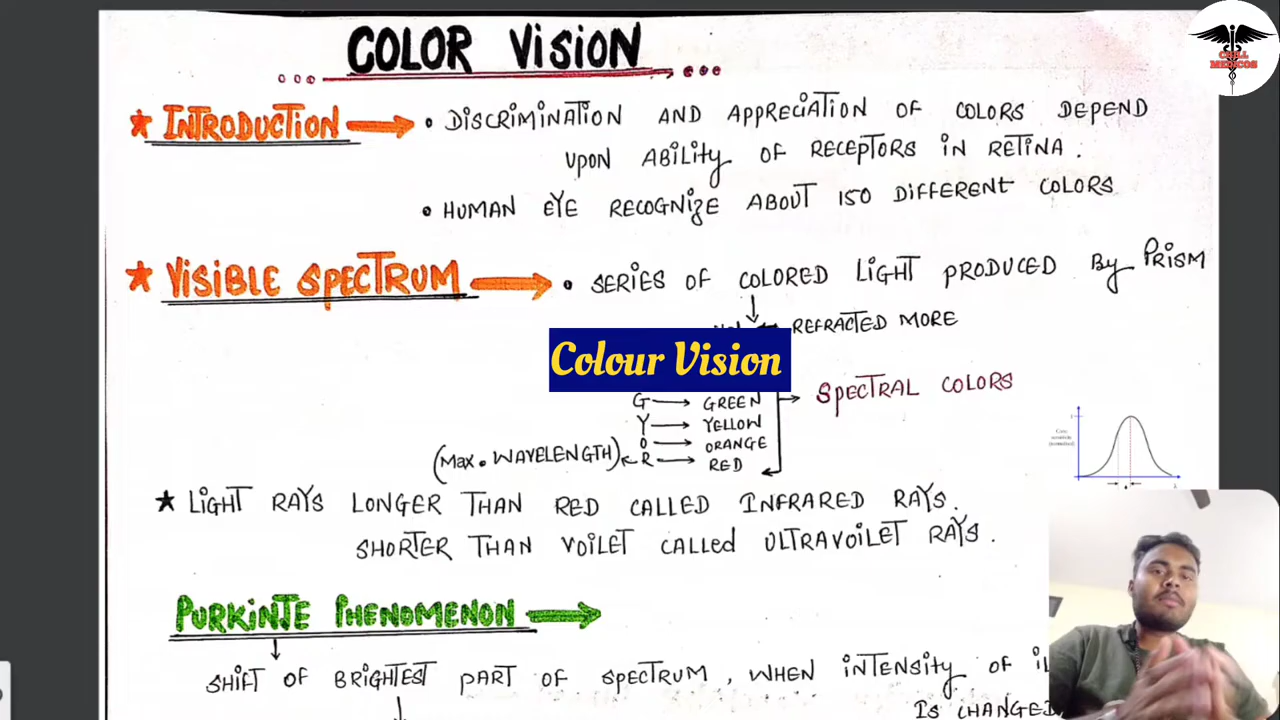 COLOR VISION
CHILL
MEDICOS
★ INTRODUCTION → • DISCRIMINATION AND APPRECIATION OF COLORS DEPEND
UPON ABILITY OF RECEPTORS IN RETINA.
• HUMAN EYE RECOGNIZE ABOUT 150 DIFFERENT COLORS
★ VISIBLE SPECTRUM → • SERIES OF COLORED LIGHT PRODUCED By PRISM
REFRACTED MORE
Colour Vision
G → GREEN
SPECTRAL COLORS
Y → YELLOW
O → ORANGE
(MAX. WAVELENGTH) ← R → RED
★ LIGHT RAYS LONGER THAN RED CALLED INFRARED RAYS.
SHORTER THAN VOILET CALLEd ULTRAVOILET RAYS.
PURKINJE PHENOMENON →
SHIFT OF BRIGHTEST PART OF SPECTRUM, WHEN INTENSITY OF
IS CHANGED